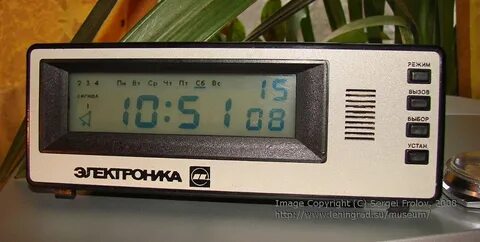 2 3 4 Пн Вт Ср Чт Пт Сб Вс 15
10:51 08
ЭЛЕКТРОНИКА
РЕЖИМ
ВЫЗОВ
ВЫБОР
УСТАН
Image Copyright (C) Sergei Frolov, 2008
http://www.leningrad.su/museum/